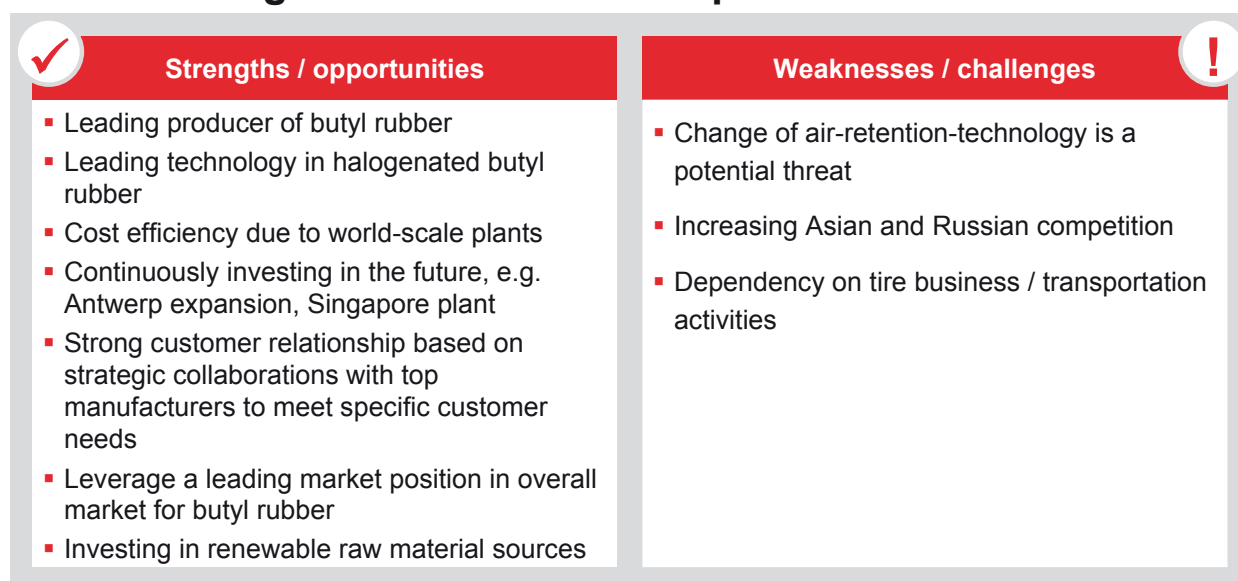 Strengths / opportunities
▪ Leading producer of butyl rubber
▪ Leading technology in halogenated butyl
rubber
▪ Cost efficiency due to world-scale plants
▪ Continuously investing in the future, e.g.
Antwerp expansion, Singapore plant
▪ Strong customer relationship based on
strategic collaborations with top
manufacturers to meet specific customer
needs
▪ Leverage a leading market position in overall
market for butyl rubber
▪ Investing in renewable raw material sources
!
Weaknesses / challenges
▪ Change of air-retention-technology is a
potential threat
▪ Increasing Asian and Russian competition
▪ Dependency on tire business / transportation
activities